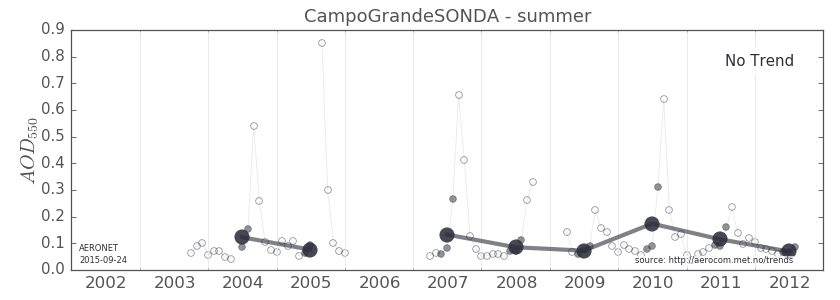 CampoGrandeSONDA - summer
0.9
0.8
0.7
0.6
0.5
0.4
0.3
0.2
0.1
0.0
AOD550
No Trend
AERONET
2015-09-24
source: http://aerocom.met.no/trends
2002 2003 2004 2005 2006 2007 2008 2009 2010 2011 2012